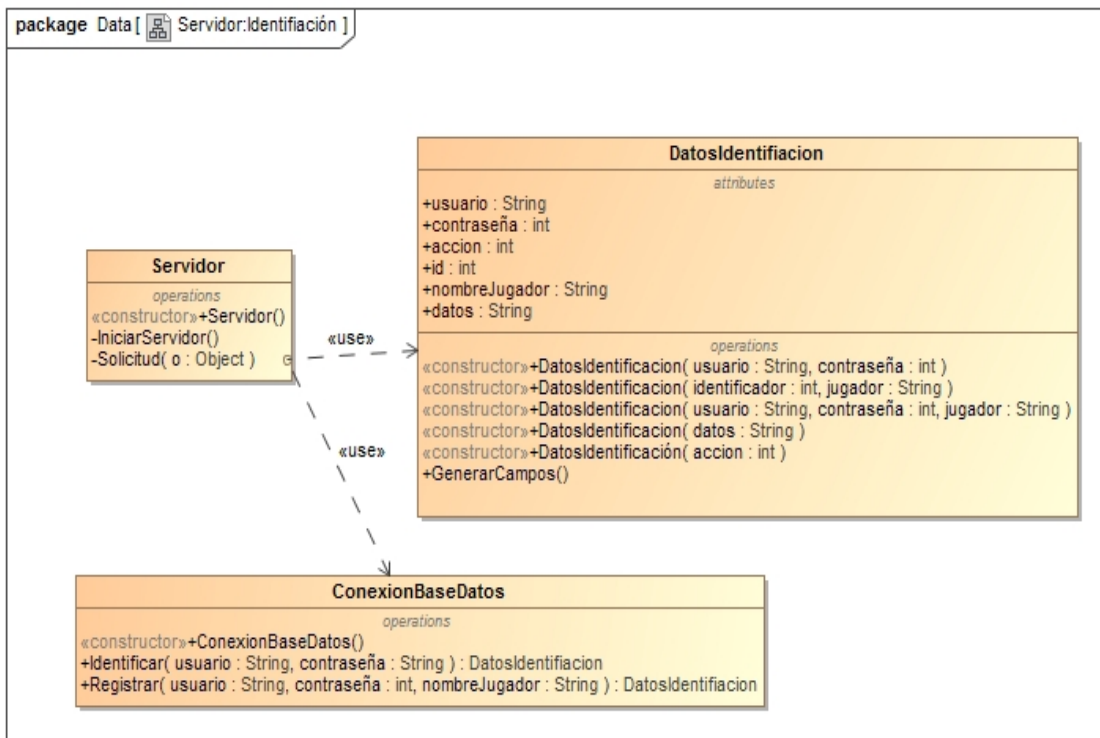 package Data [ Servidor:Identifiación ]
DatosIdentifiacion
attributes
+usuario : String
+contraseña : int
+accion : int
+id : int
+nombreJugador : String
+datos : String
operations
«constructor»+DatosIdentificacion( usuario : String, contraseña : int )
«constructor»+DatosIdentificacion( identificador : int, jugador : String )
«constructor»+DatosIdentificacion( usuario : String, contraseña : int, jugador : String )
«constructor»+DatosIdentificacion( datos : String )
«constructor»+DatosIdentificación( accion : int )
+GenerarCampos()
Servidor
operations
«constructor»+Servidor()
-IniciarServidor()
-Solicitud( o : Object )
«use»
«use»
ConexionBaseDatos
operations
«constructor»+ConexionBaseDatos()
+Identificar( usuario : String, contraseña : String ) : DatosIdentifiacion
+Registrar( usuario : String, contraseña : int, nombreJugador : String ) : DatosIdentifiacion